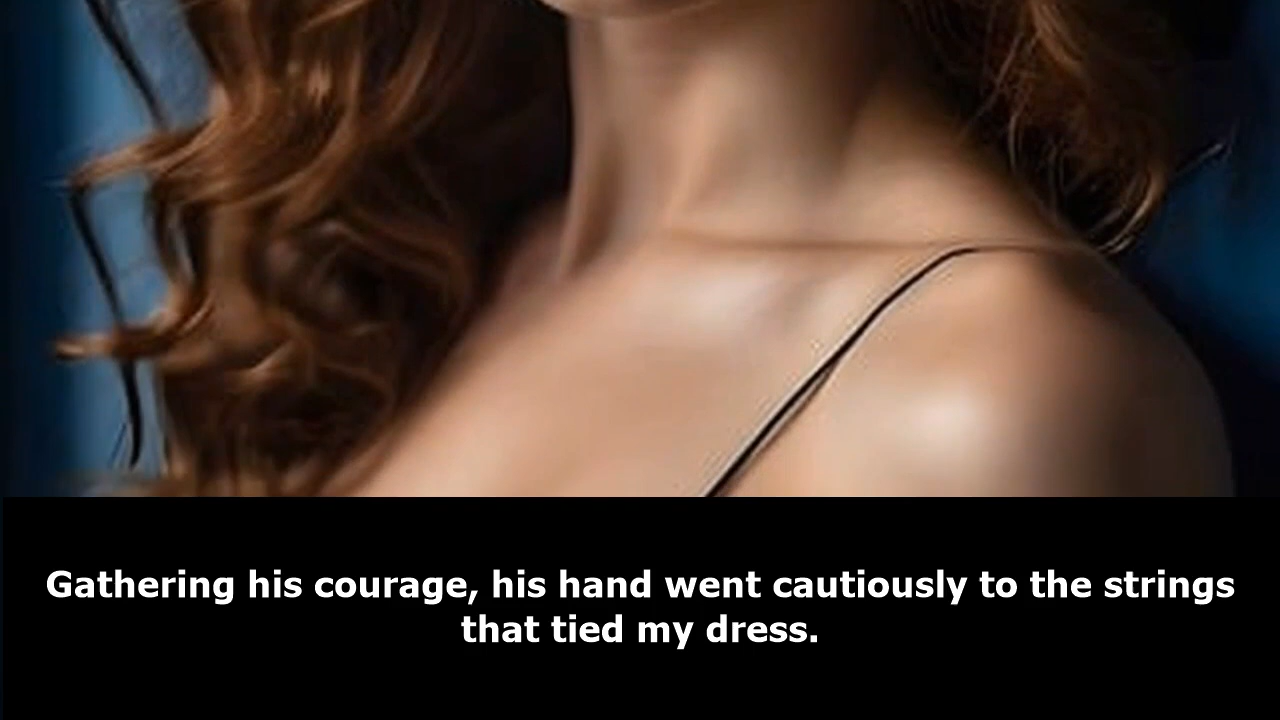 Gathering his courage, his hand went cautiously to the strings
that tied my dress.